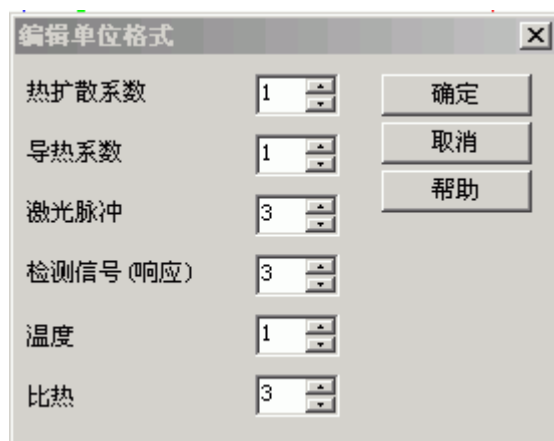 编辑单位格式
热扩散系数 1 确定
导热系数 1 取消
激光脉冲 3 帮助
检测信号(响应) 3
温度 1
比热 3